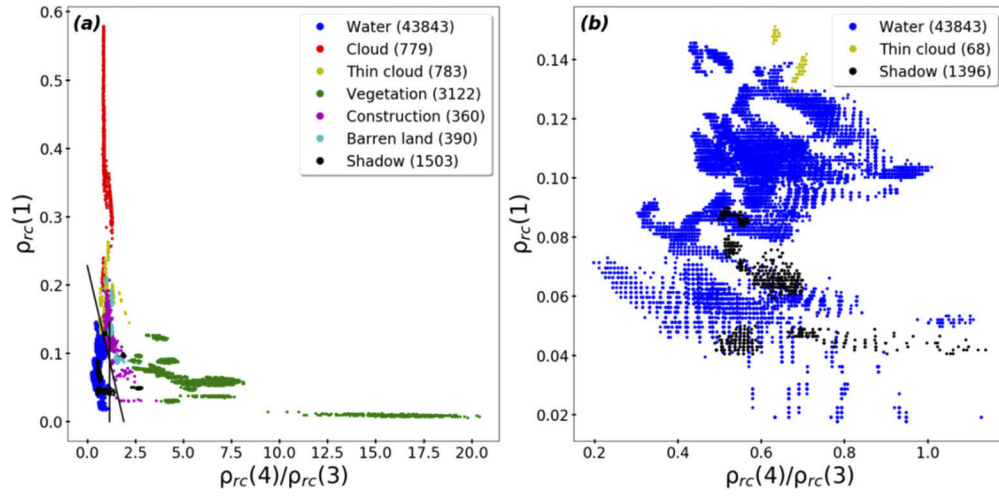 (a)
Water (43843)
Cloud (779)
Thin cloud (783)
Vegetation (3122)
Construction (360)
Barren land (390)
Shadow (1503)
0.6
0.5
0.4
0.3
0.2
0.1
0.0
ρrc(1)
0.0 2.5 5.0 7.5 10.0 12.5 15.0 17.5 20.0
ρrc(4)/ρrc(3)
(b)
Water (43843)
Thin cloud (68)
Shadow (1396)
0.14
0.12
0.10
0.08
0.06
0.04
0.02
ρrc(1)
0.2 0.4 0.6 0.8 1.0
ρrc(4)/ρrc(3)